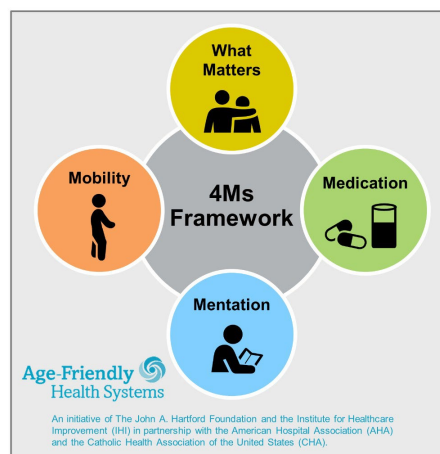 What
Matters
Mobility
4Ms
Framework
Medication
Mentation
Age-Friendly
Health Systems
An initiative of The John A. Hartford Foundation and the Institute for Healthcare
Improvement (IHI) in partnership with the American Hospital Association (AHA)
and the Catholic Health Association of the United States (CHA).